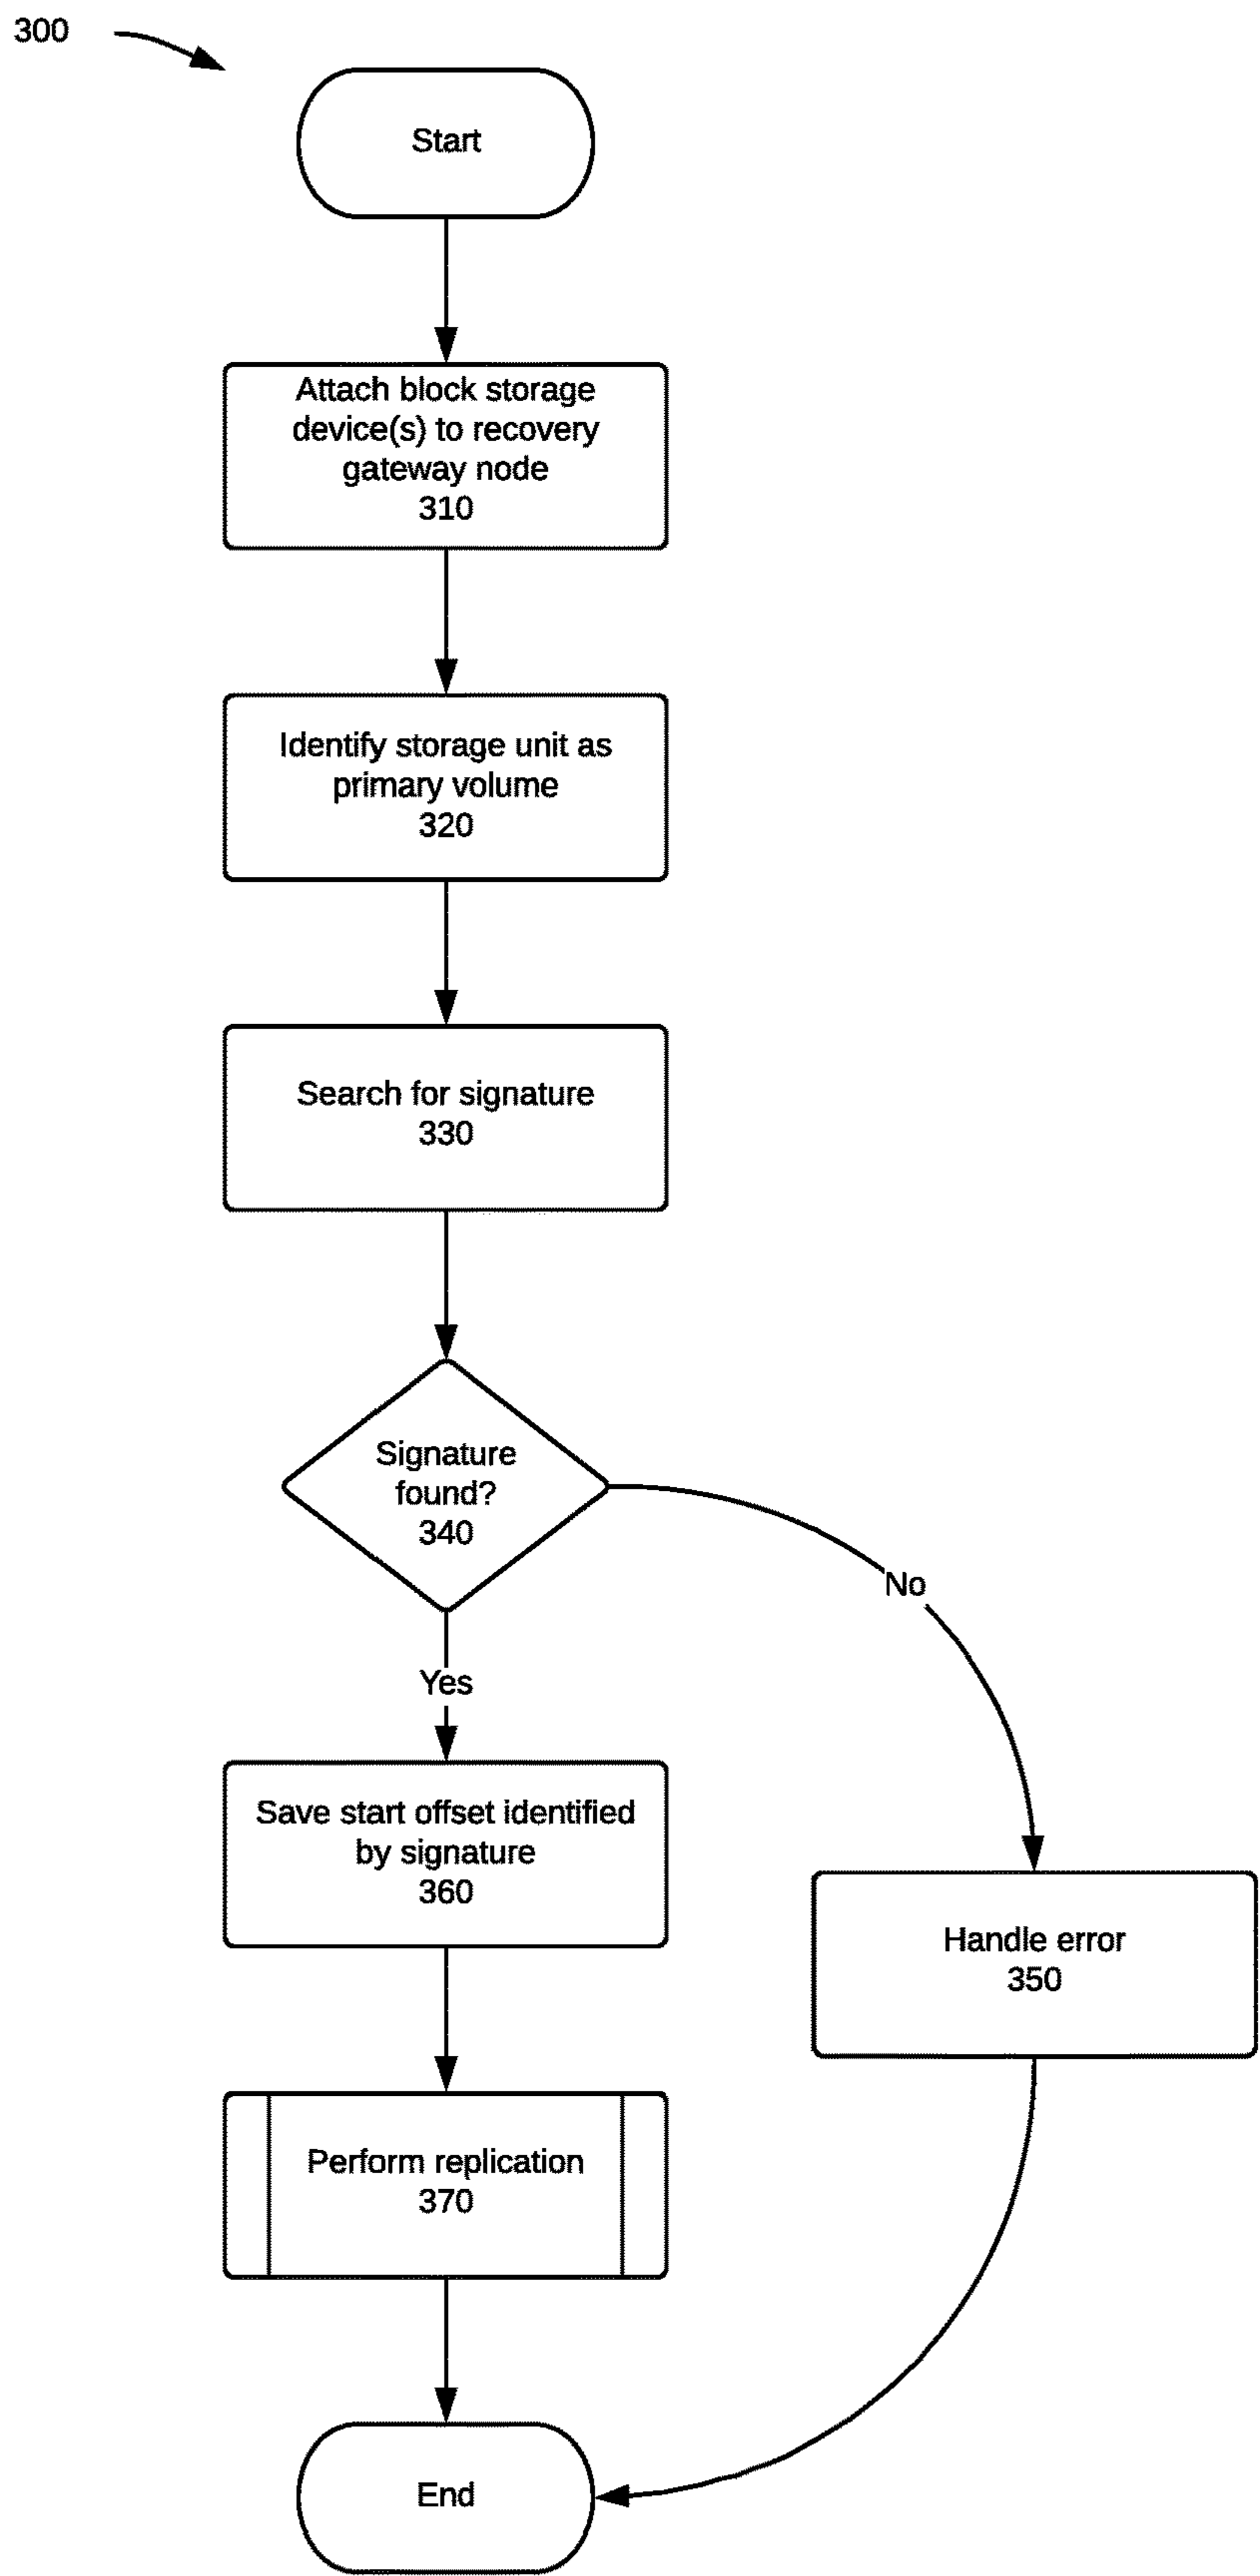 300
Start
Attach block storage
device(s) to recovery
gateway node
310
Identify storage unit as
primary volume
320
Search for signature
330
Signature
found?
340
No
Yes
Save start offset identified
by signature
360
Handle error
350
Perform replication
370
End